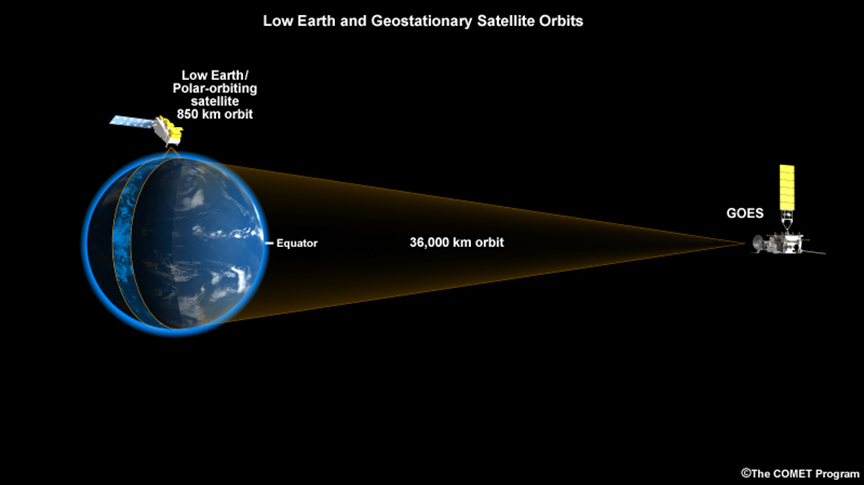 Low Earth and Geostationary Satellite Orbits
Low Earth/
Polar-orbiting
satellite
850 km orbit
GOES
Equator
36,000 km orbit
©The COMET Program